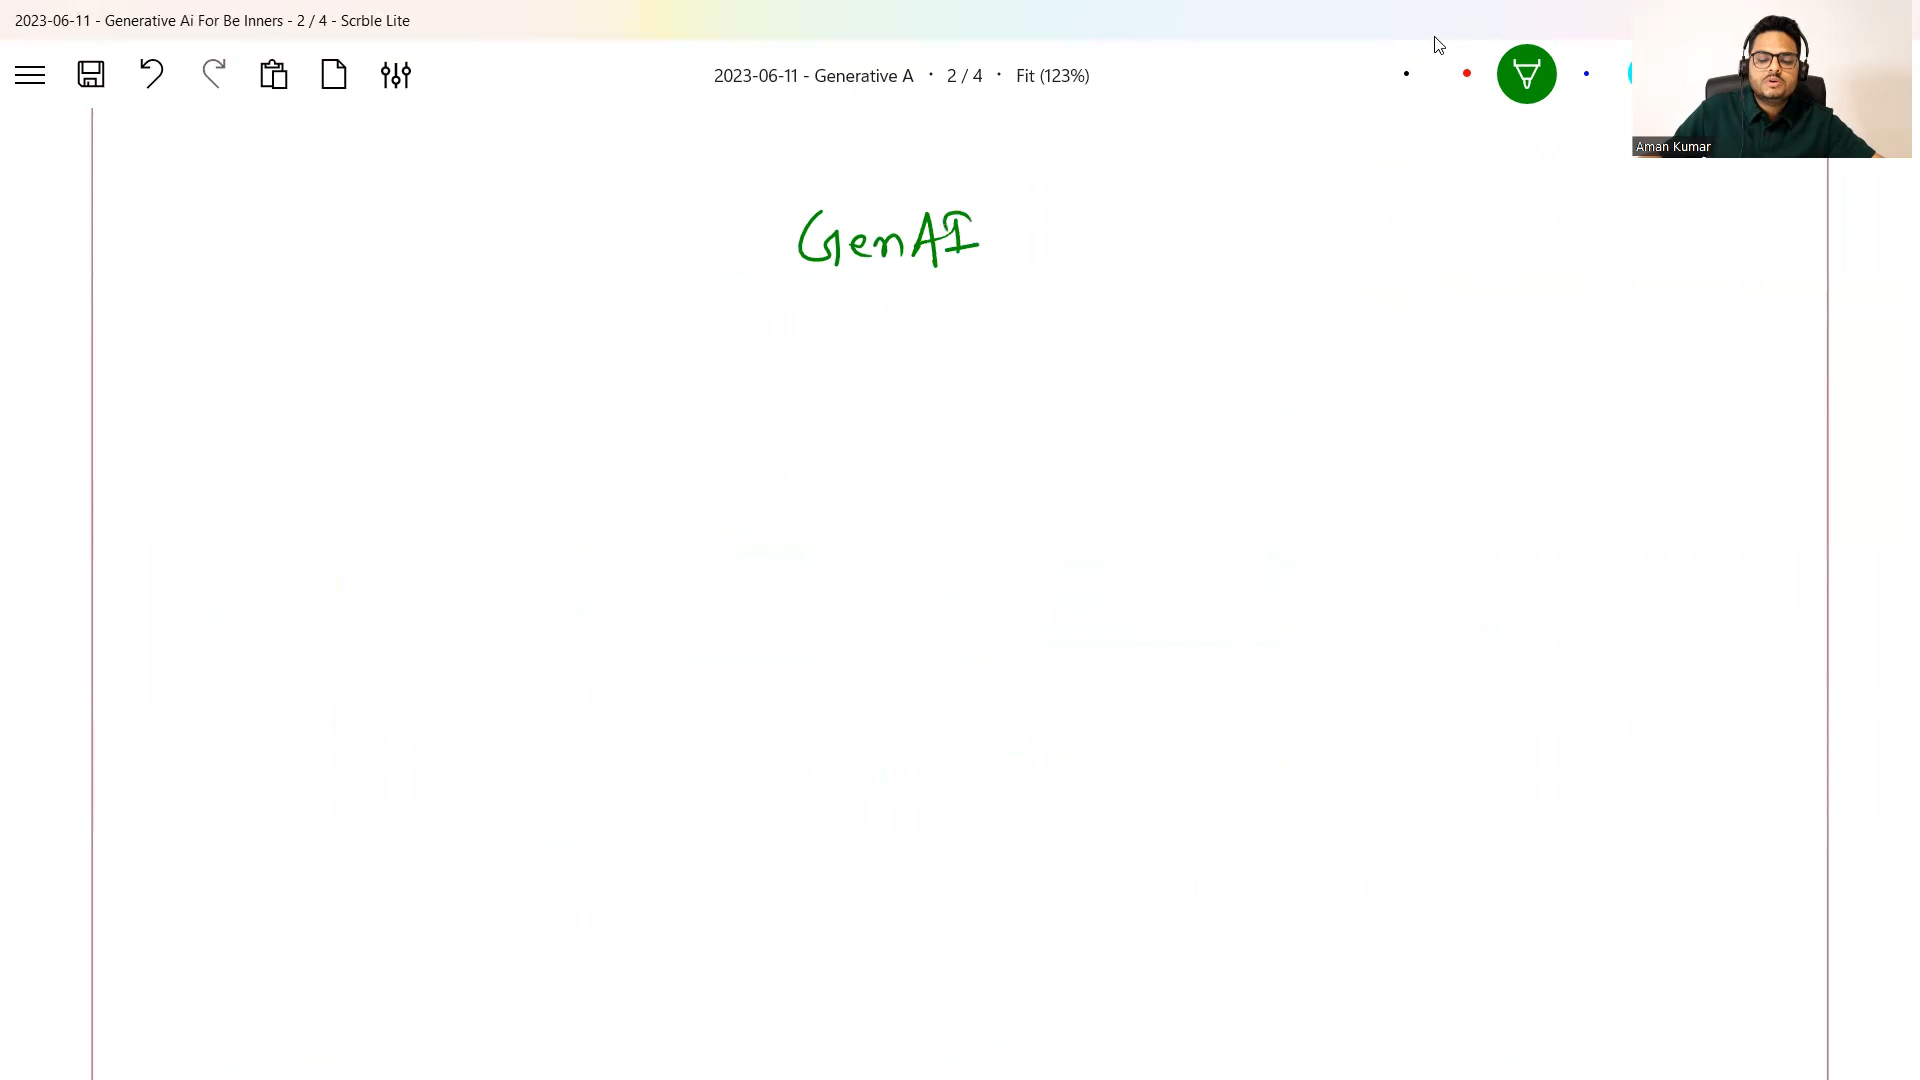 2023-06-11 - Generative Ai For Be Inners - 2 / 4 - Scrble Lite
2023-06-11 - Generative A · 2 / 4 · Fit (123%)
Aman Kumar
GenAI